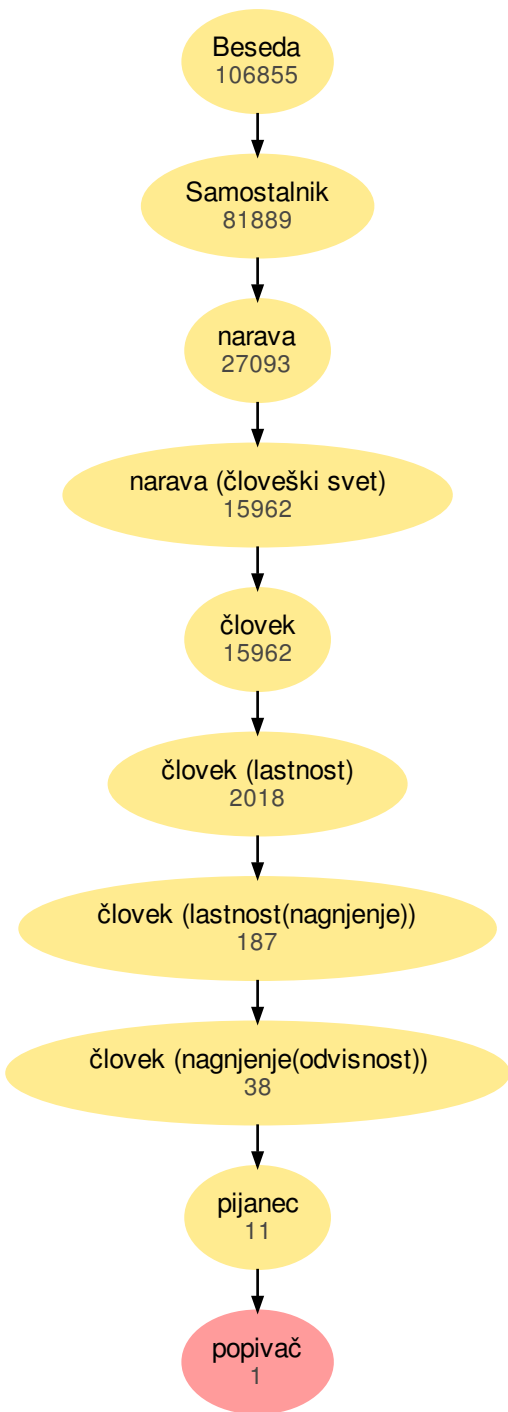 Beseda
106855
Samostalnik
81889
narava
27093
narava (človeški svet)
15962
človek
15962
človek (lastnost)
2018
človek (lastnost(nagnjenje))
187
človek (nagnjenje(odvisnost))
38
pijanec
11
popivač
1